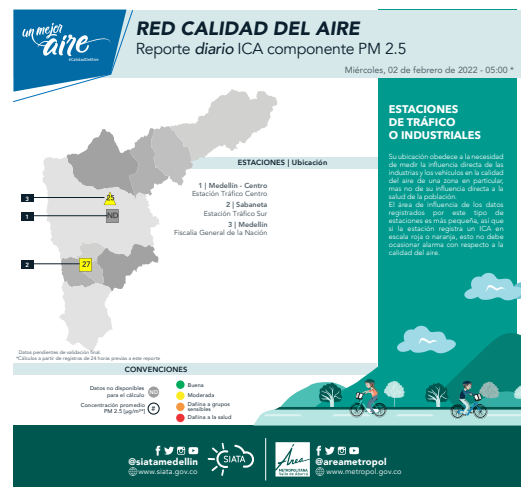 un mejor
aire
#CalidadDelAire
RED CALIDAD DEL AIRE
Reporte diario ICA componente PM 2.5
Miércoles, 02 de febrero de 2022 - 05:00 *
ESTACIONES | Ubicación
1 | Medellín - Centro
Estación Tráfico Centro
2 | Sabaneta
Estación Tráfico Sur
3 | Medellín
Fiscalía General de la Nación
3
25
1
ND
2
27
Datos pendientes de validación final.
*Cálculos a partir de registros de 24 horas previas a este reporte
ESTACIONES
DE TRÁFICO
O INDUSTRIALES
Su ubicación obedece a la necesidad
de medir la influencia directa de las
industrias y los vehículos en la calidad
del aire de una zona en particular,
mas no de su influencia directa a la
salud de la población.
El área de influencia de los datos
registrados por este tipo de
estaciones es más pequeña, así que
si la estación registra un ICA en
escala roja o naranja, esto no debe
ocasionar alarma con respecto a la
calidad del aire.
CONVENCIONES
Datos no disponibles
para el cálculo
ND
Concentración promedio
PM 2.5 [µg/m³]
#
Buena
Moderada
Dañina a grupos
sensibles
Dañina a la salud
@siatamedellin
www.siata.gov.co
SIATA
Área
METROPOLITANA
Valle de Aburrá
@areametropol
www.metropol.gov.co